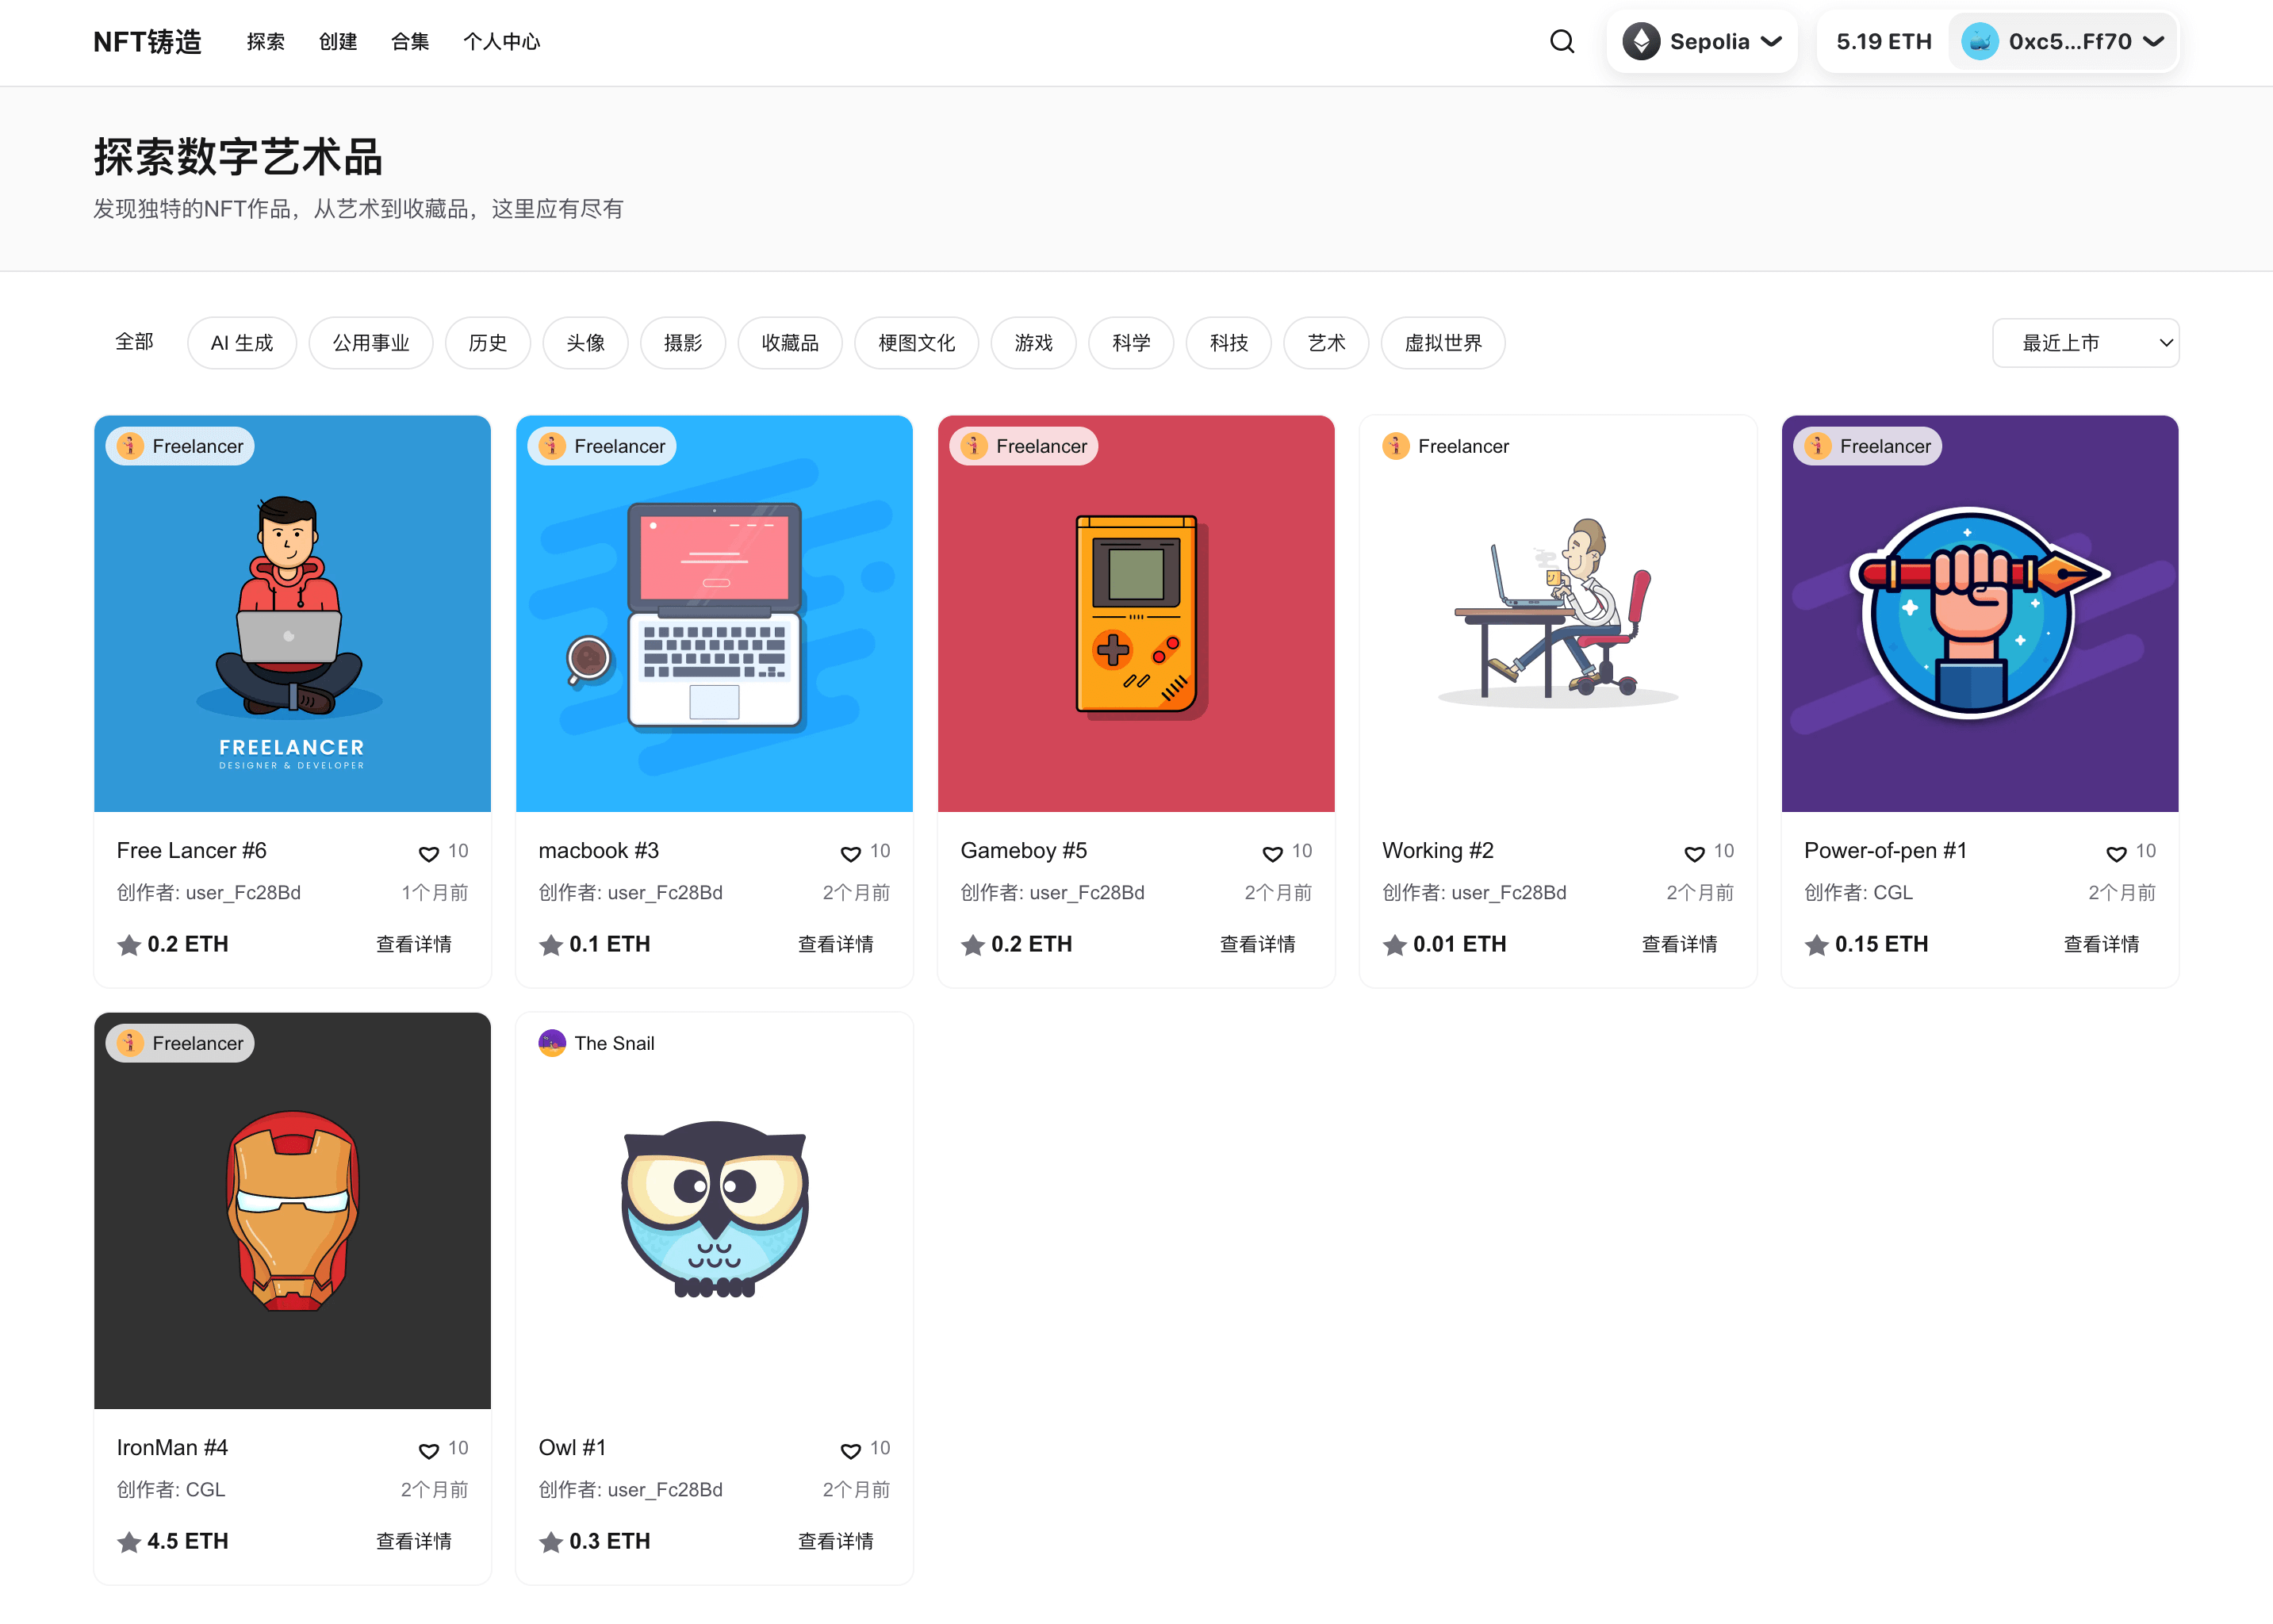 NFT铸造 探索 创建 合集 个人中心 Sepolia 5.19 ETH 0xc5...Ff70
探索数字艺术品
发现独特的NFT作品，从艺术到收藏品，这里应有尽有
全部 AI 生成 公用事业 历史 头像 摄影 收藏品 梗图文化 游戏 科学 科技 艺术 虚拟世界 最近上市
Freelancer
FREELANCER
DESIGNER & DEVELOPER
Free Lancer #6 10
创作者: user_Fc28Bd 1个月前
0.2 ETH 查看详情
Freelancer
macbook #3 10
创作者: user_Fc28Bd 2个月前
0.1 ETH 查看详情
Freelancer
Gameboy #5 10
创作者: user_Fc28Bd 2个月前
0.2 ETH 查看详情
Freelancer
Working #2 10
创作者: user_Fc28Bd 2个月前
0.01 ETH 查看详情
Freelancer
Power-of-pen #1 10
创作者: CGL 2个月前
0.15 ETH 查看详情
Freelancer
IronMan #4 10
创作者: CGL 2个月前
4.5 ETH 查看详情
The Snail
Owl #1 10
创作者: user_Fc28Bd 2个月前
0.3 ETH 查看详情